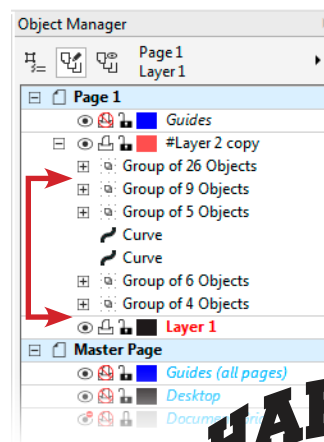 Object Manager
Page 1
Layer 1
Page 1
Guides
#Layer 2 copy
Group of 26 Objects
Group of 9 Objects
Group of 5 Objects
Curve
Curve
Group of 6 Objects
Group of 4 Objects
Layer 1
Master Page
Guides (all pages)
Desktop